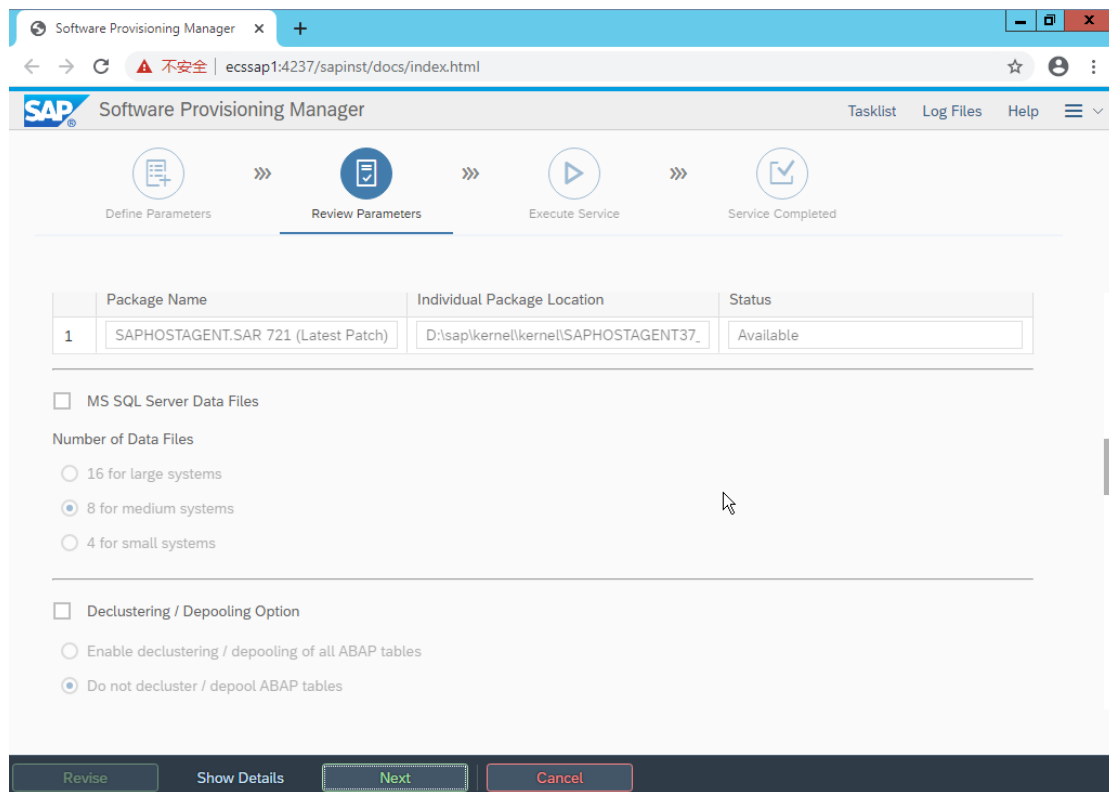 Software Provisioning Manager
不安全 | ecssap1:4237/sapinst/docs/index.html
SAP® Software Provisioning Manager Tasklist Log Files Help
Define Parameters Review Parameters Execute Service Service Completed
Package Name Individual Package Location Status
1 SAPHOSTAGENT.SAR 721 (Latest Patch) D:\sap\kernel\kernel\SAPHOSTAGENT37_ Available
MS SQL Server Data Files
Number of Data Files
16 for large systems
8 for medium systems
4 for small systems
Declustering / Depooling Option
Enable declustering / depooling of all ABAP tables
Do not decluster / depool ABAP tables
Revise Show Details Next Cancel